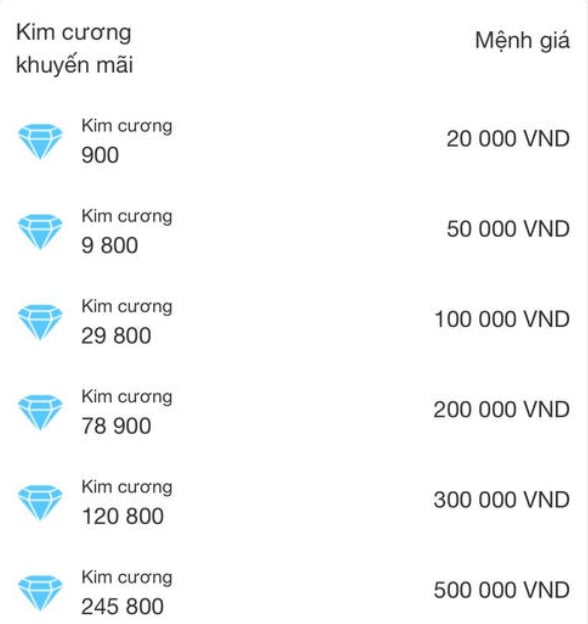 Kim cương
khuyến mãi
Mệnh giá
Kim cương
900
20 000 VND
Kim cương
9 800
50 000 VND
Kim cương
29 800
100 000 VND
Kim cương
78 900
200 000 VND
Kim cương
120 800
300 000 VND
Kim cương
245 800
500 000 VND